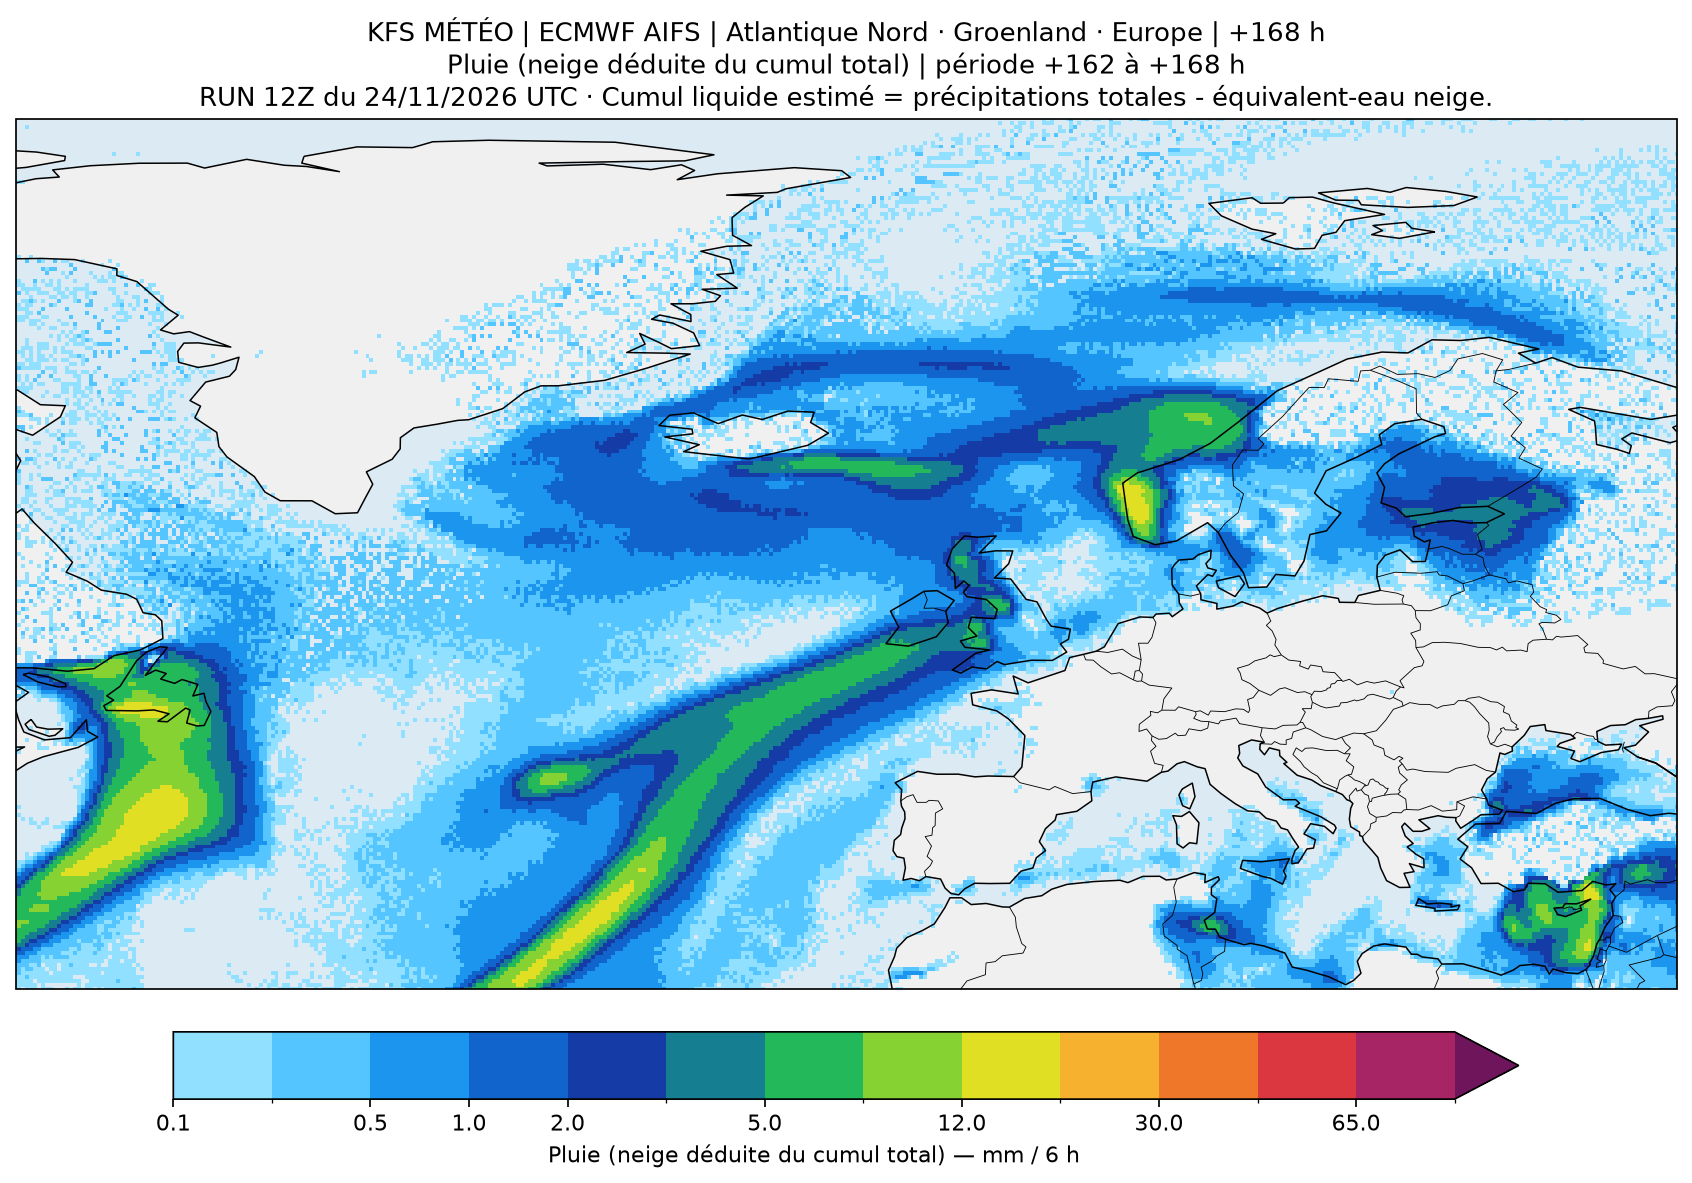 KFS MÉTÉO | ECMWF AIFS | Atlantique Nord · Groenland · Europe | +168 h
Pluie (neige déduite du cumul total) | période +162 à +168 h
RUN 12Z du 24/11/2026 UTC · Cumul liquide estimé = précipitations totales - équivalent-eau neige.
0.1 0.5 1.0 2.0 5.0 12.0 30.0 65.0
Pluie (neige déduite du cumul total) — mm / 6 h